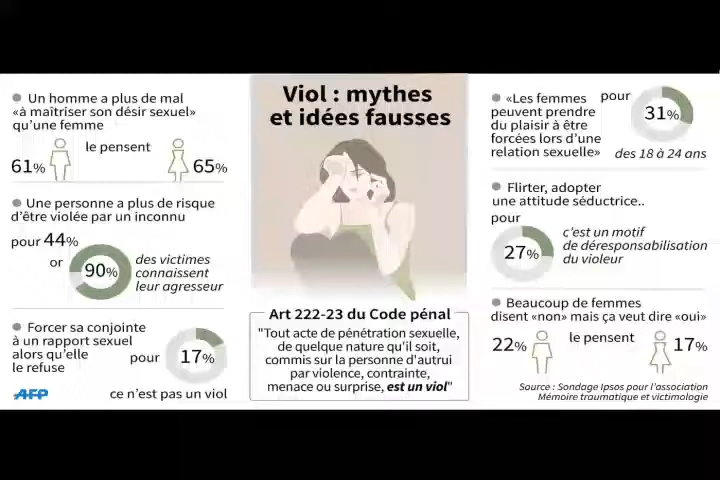 Viol : mythes
et idées fausses
Un homme a plus de mal
«à maîtriser son désir sexuel»
qu'une femme
le pensent
61%
65%
Une personne a plus de risque
d'être violée par un inconnu
pour 44%
or
90%
des victimes
connaissent
leur agresseur
Forcer sa conjointe
à un rapport sexuel
alors qu'elle
le refuse
pour
17%
ce n'est pas un viol
AFP
Art 222-23 du Code pénal
"Tout acte de pénétration sexuelle,
de quelque nature qu'il soit,
commis sur la personne d'autrui
par violence, contrainte,
menace ou surprise, est un viol"
«Les femmes
peuvent prendre
du plaisir à être
forcées lors d'une
relation sexuelle»
pour
31%
des 18 à 24 ans
Flirter, adopter
une attitude séductrice..
pour
27%
c'est un motif
de déresponsabilisation
du violeur
Beaucoup de femmes
disent «non» mais ça veut dire «oui»
22%
le pensent
17%
Source : Sondage Ipsos pour l'association
Mémoire traumatique et victimologie